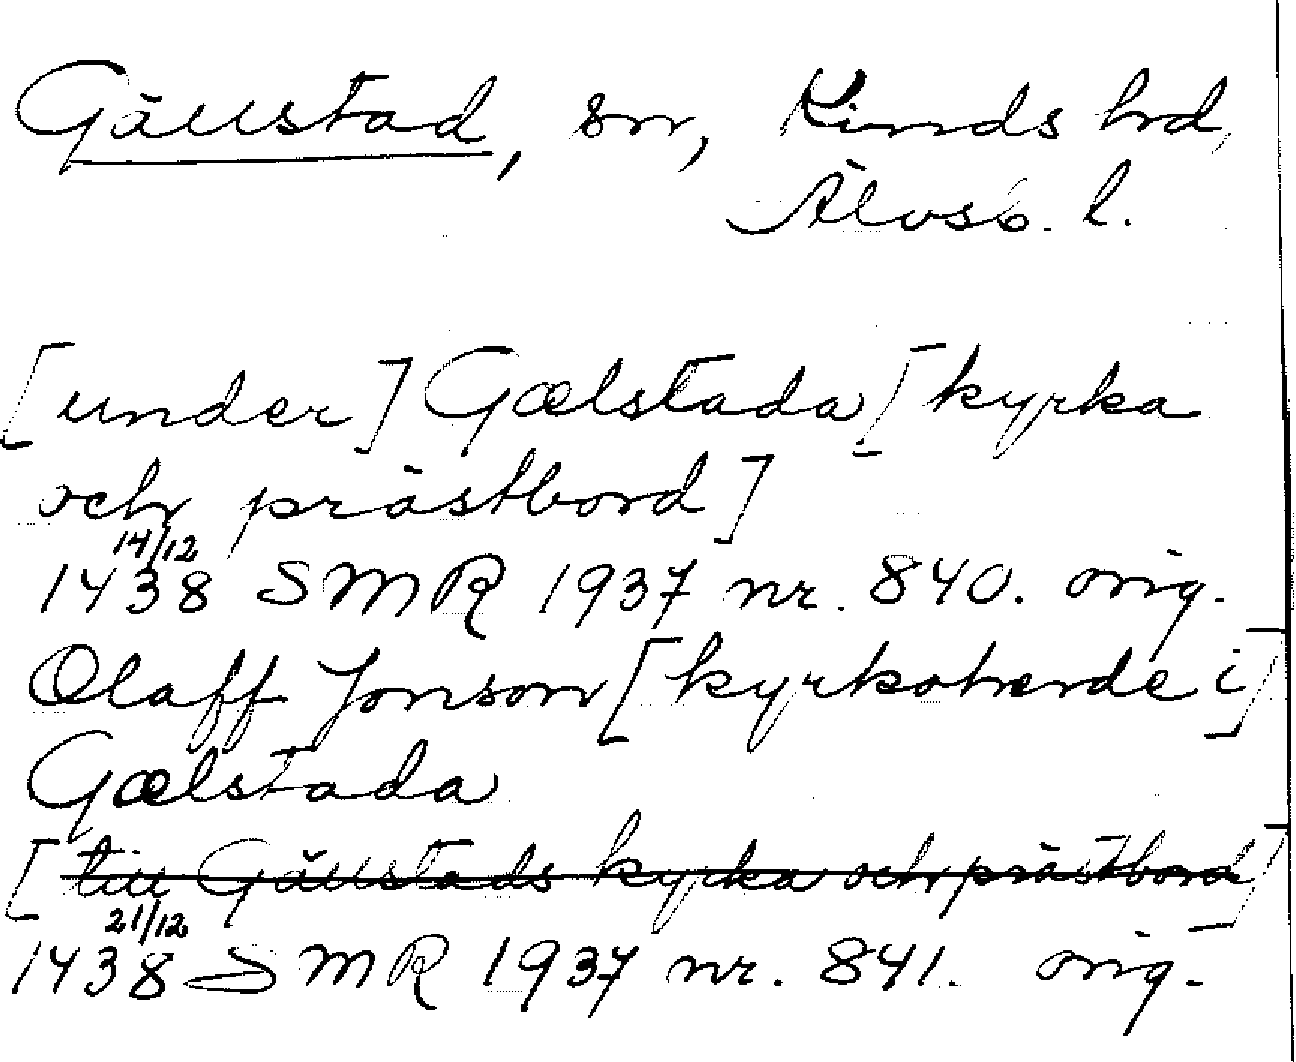 Gällstad, sn, Kinds hd,
Älvsb. l.
[under] Gælstada [kyrka
och prästbord]
14/12
1438 SMR 1937 nr. 840. orig.
Olaff Jonson [kyrkoherde i]
Gælstada
[till Gällstads kyrka och prästbord]
21/12
1438 SMR 1937 nr. 841. orig.